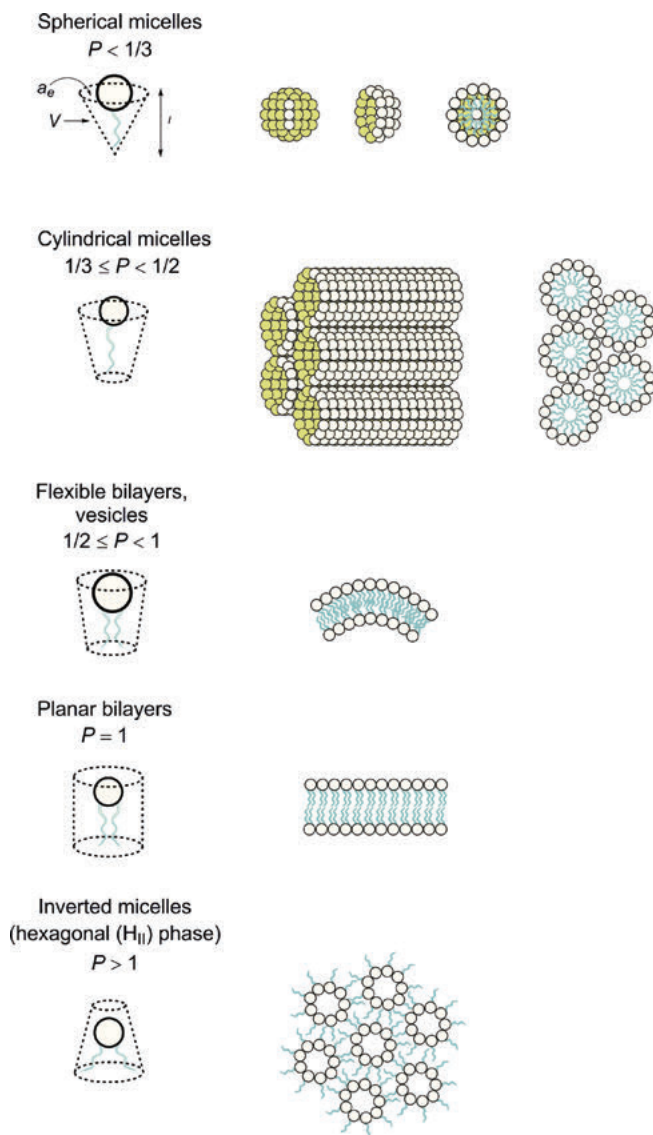 Spherical micelles
P < 1/3
aₑ
V
l
Cylindrical micelles
1/3 ≤ P < 1/2
Flexible bilayers,
vesicles
1/2 ≤ P < 1
Planar bilayers
P = 1
Inverted micelles
(hexagonal (H_II) phase)
P > 1